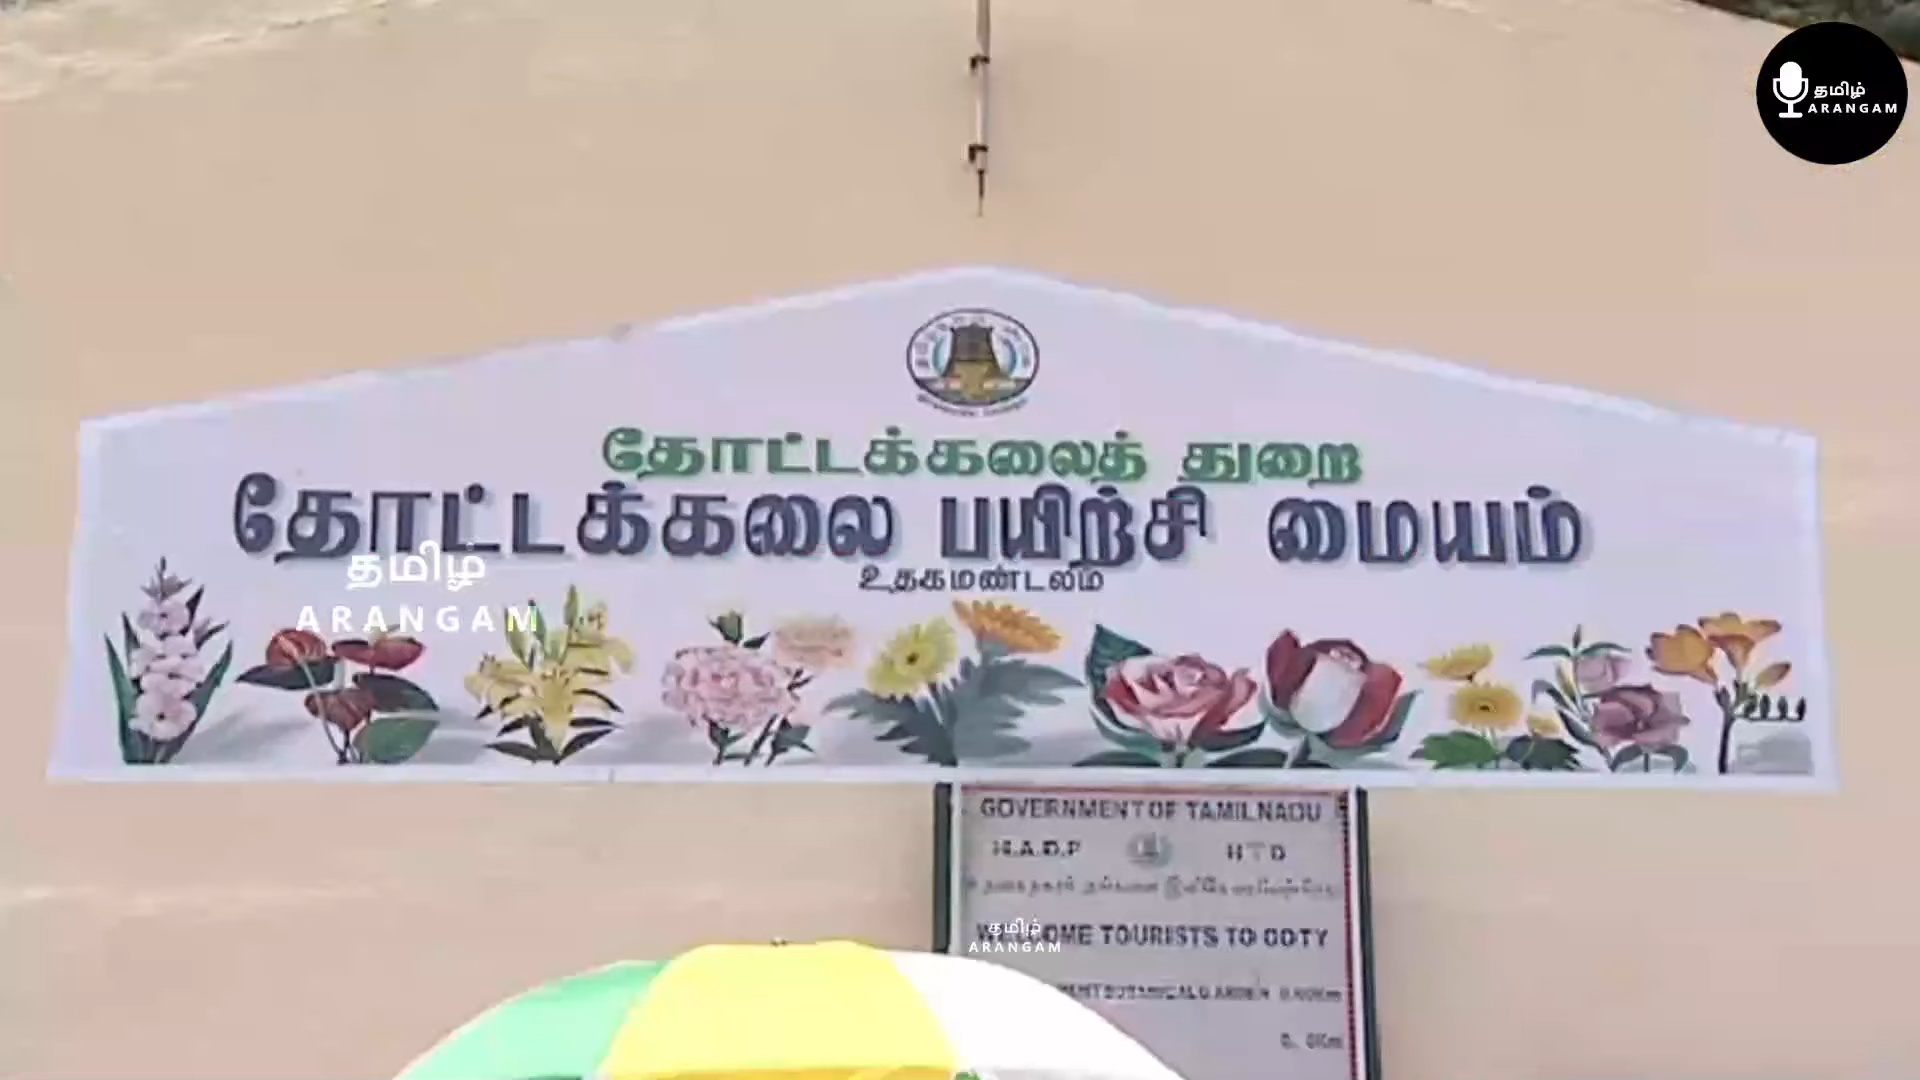 தமிழ்
ARANGAM
தோட்டக்கலைத் துறை
தோட்டக்கலை பயிற்சி மையம்
உதகமண்டலம்
தமிழ்
ARANGAM
GOVERNMENT OF TAMILNADU
H.A.D.P
தமிழ்
ARANGAM
WELCOME TOURISTS TO OOTY